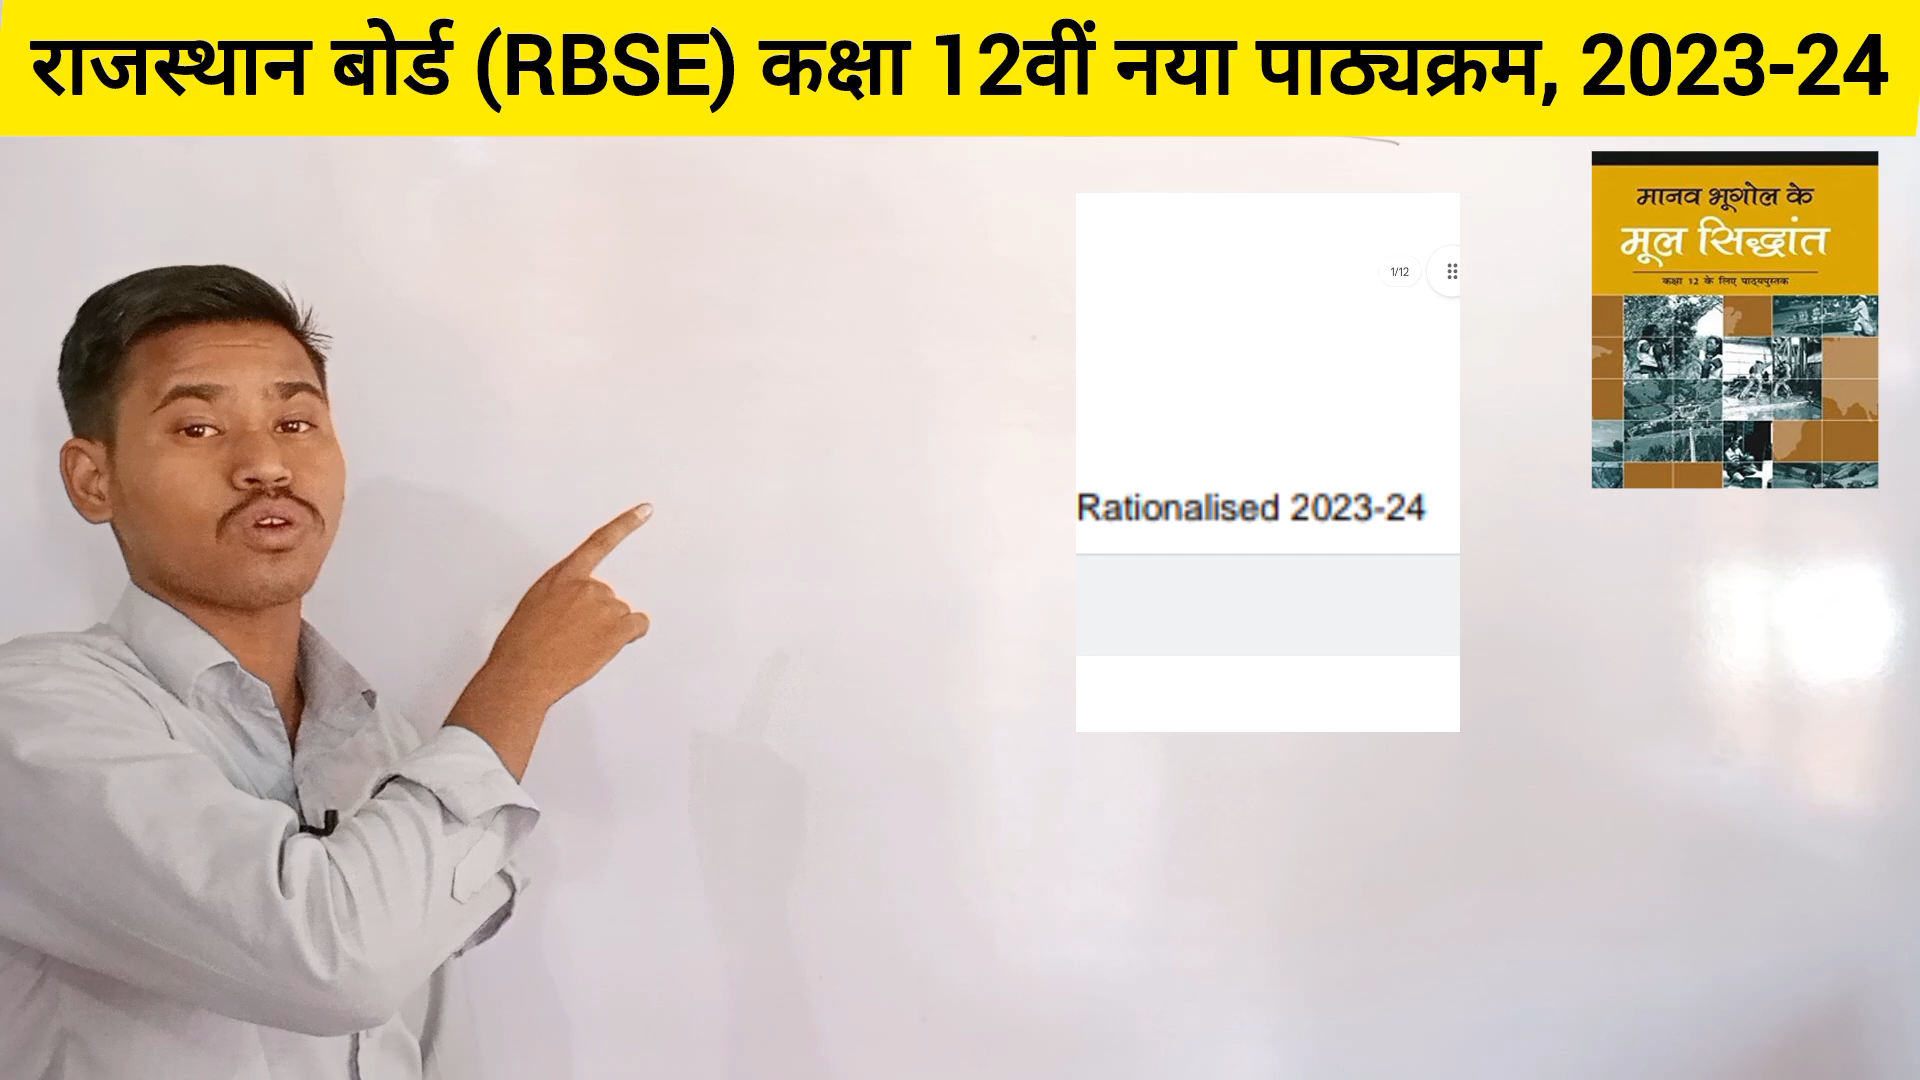 राजस्थान बोर्ड (RBSE) कक्षा 12वीं नया पाठ्यक्रम, 2023-24
मानव भूगोल के
मूल सिद्धांत
कक्षा 12 के लिए पाठ्यपुस्तक
1/12
Rationalised 2023-24